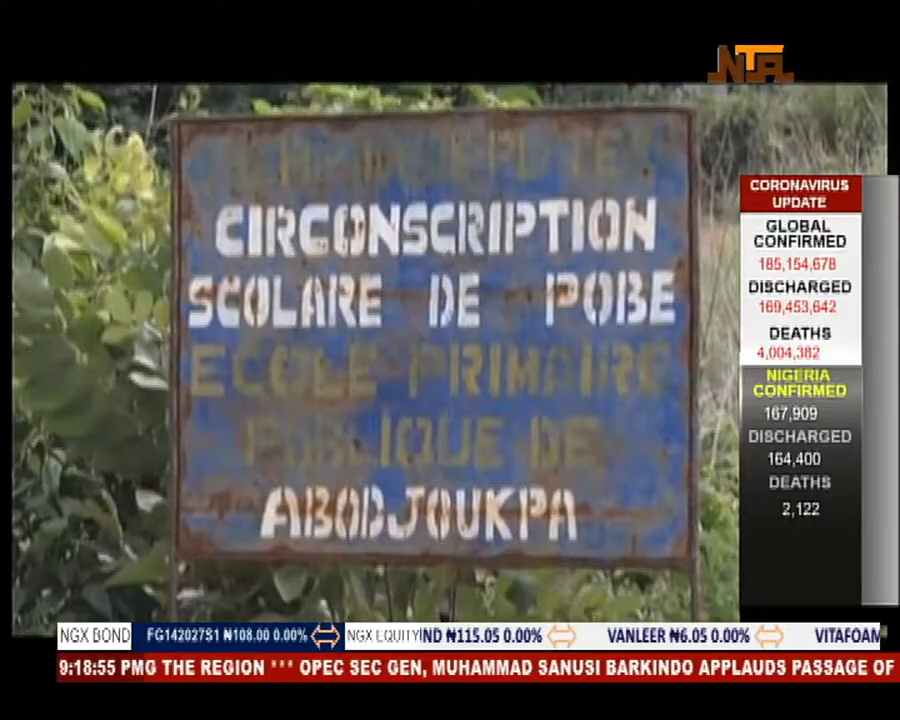 NTA
CIRCONSCRIPTION
SCOLARE DE POBE
ECOLE PRIMAIRE
PUBLIQUE DE
ABODJOUKPA
CORONAVIRUS
UPDATE
GLOBAL
CONFIRMED
185,154,678
DISCHARGED
169,453,642
DEATHS
4,004,382
NIGERIA
CONFIRMED
167,909
DISCHARGED
164,400
DEATHS
2,122
NGX BOND FG142027S1 ₦108.00 0.00% NGX EQUITY IND ₦115.05 0.00% VANLEER ₦6.05 0.00% VITAFOAM
9:18:55 PM G THE REGION *** OPEC SEC GEN, MUHAMMAD SANUSI BARKINDO APPLAUDS PASSAGE OF